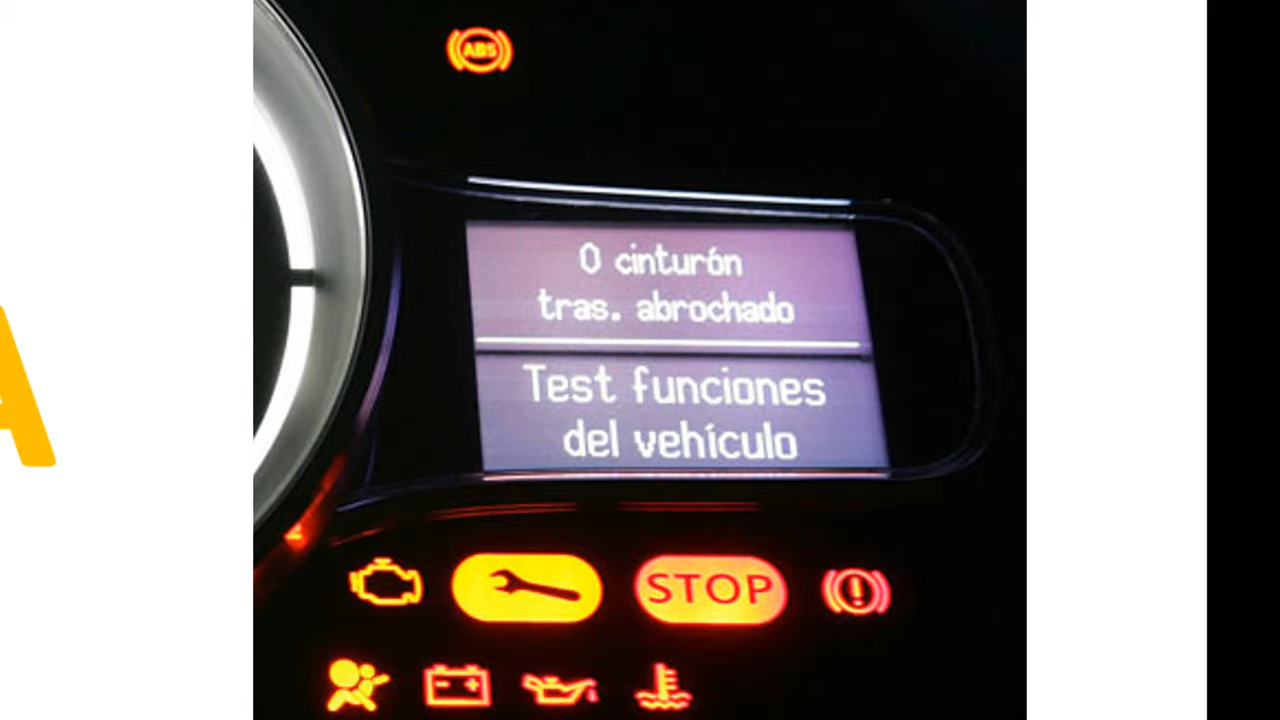 A
ABS
0 cinturón
tras. abrochado
Test funciones
del vehículo
STOP